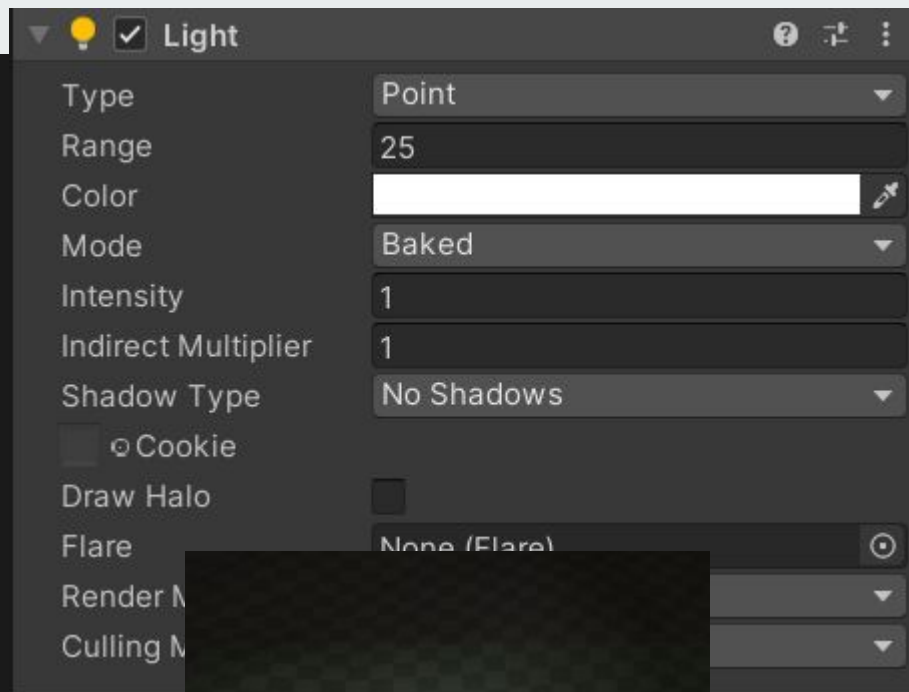 Light
Type Point
Range 25
Color
Mode Baked
Intensity 1
Indirect Multiplier 1
Shadow Type No Shadows
Cookie
Draw Halo
Flare None (Flare)
Render
Culling